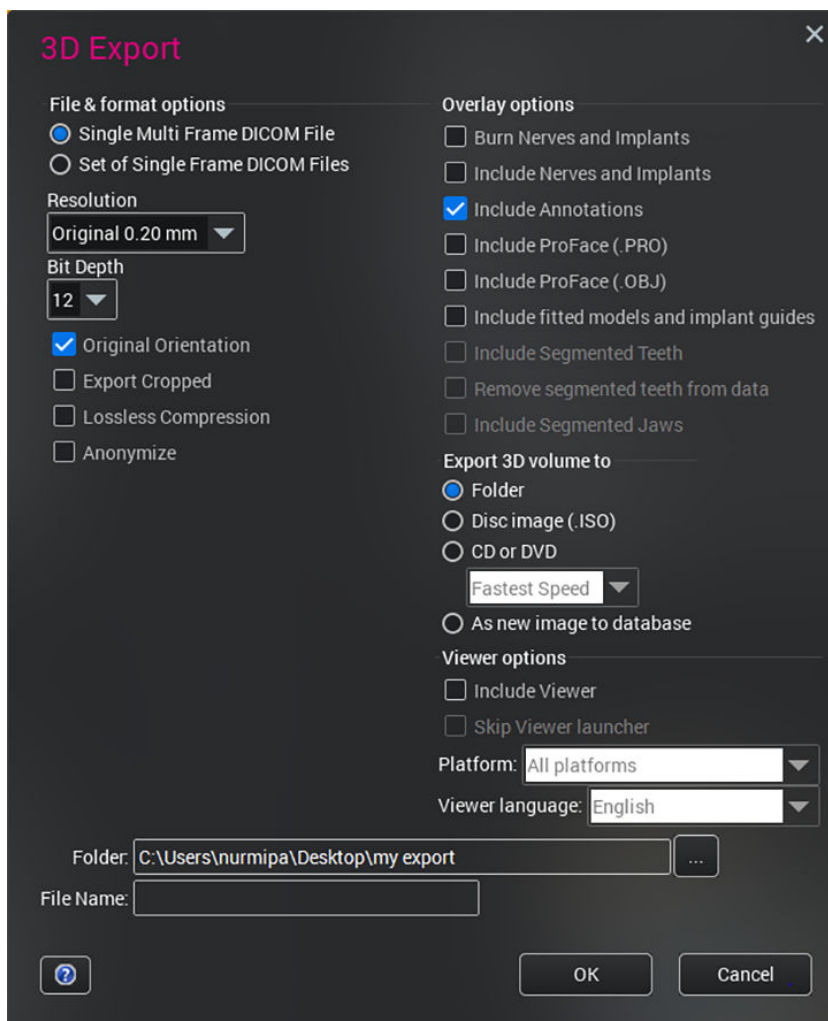 3D Export
File & format options
Single Multi Frame DICOM File
Set of Single Frame DICOM Files
Resolution
Original 0.20 mm
Bit Depth
12
Original Orientation
Export Cropped
Lossless Compression
Anonymize
Overlay options
Burn Nerves and Implants
Include Nerves and Implants
Include Annotations
Include ProFace (.PRO)
Include ProFace (.OBJ)
Include fitted models and implant guides
Include Segmented Teeth
Remove segmented teeth from data
Include Segmented Jaws
Export 3D volume to
Folder
Disc image (.ISO)
CD or DVD
Fastest Speed
As new image to database
Viewer options
Include Viewer
Skip Viewer launcher
Platform: All platforms
Viewer language: English
Folder: C:\Users\nurmipa\Desktop\my export
...
File Name:
?
OK
Cancel